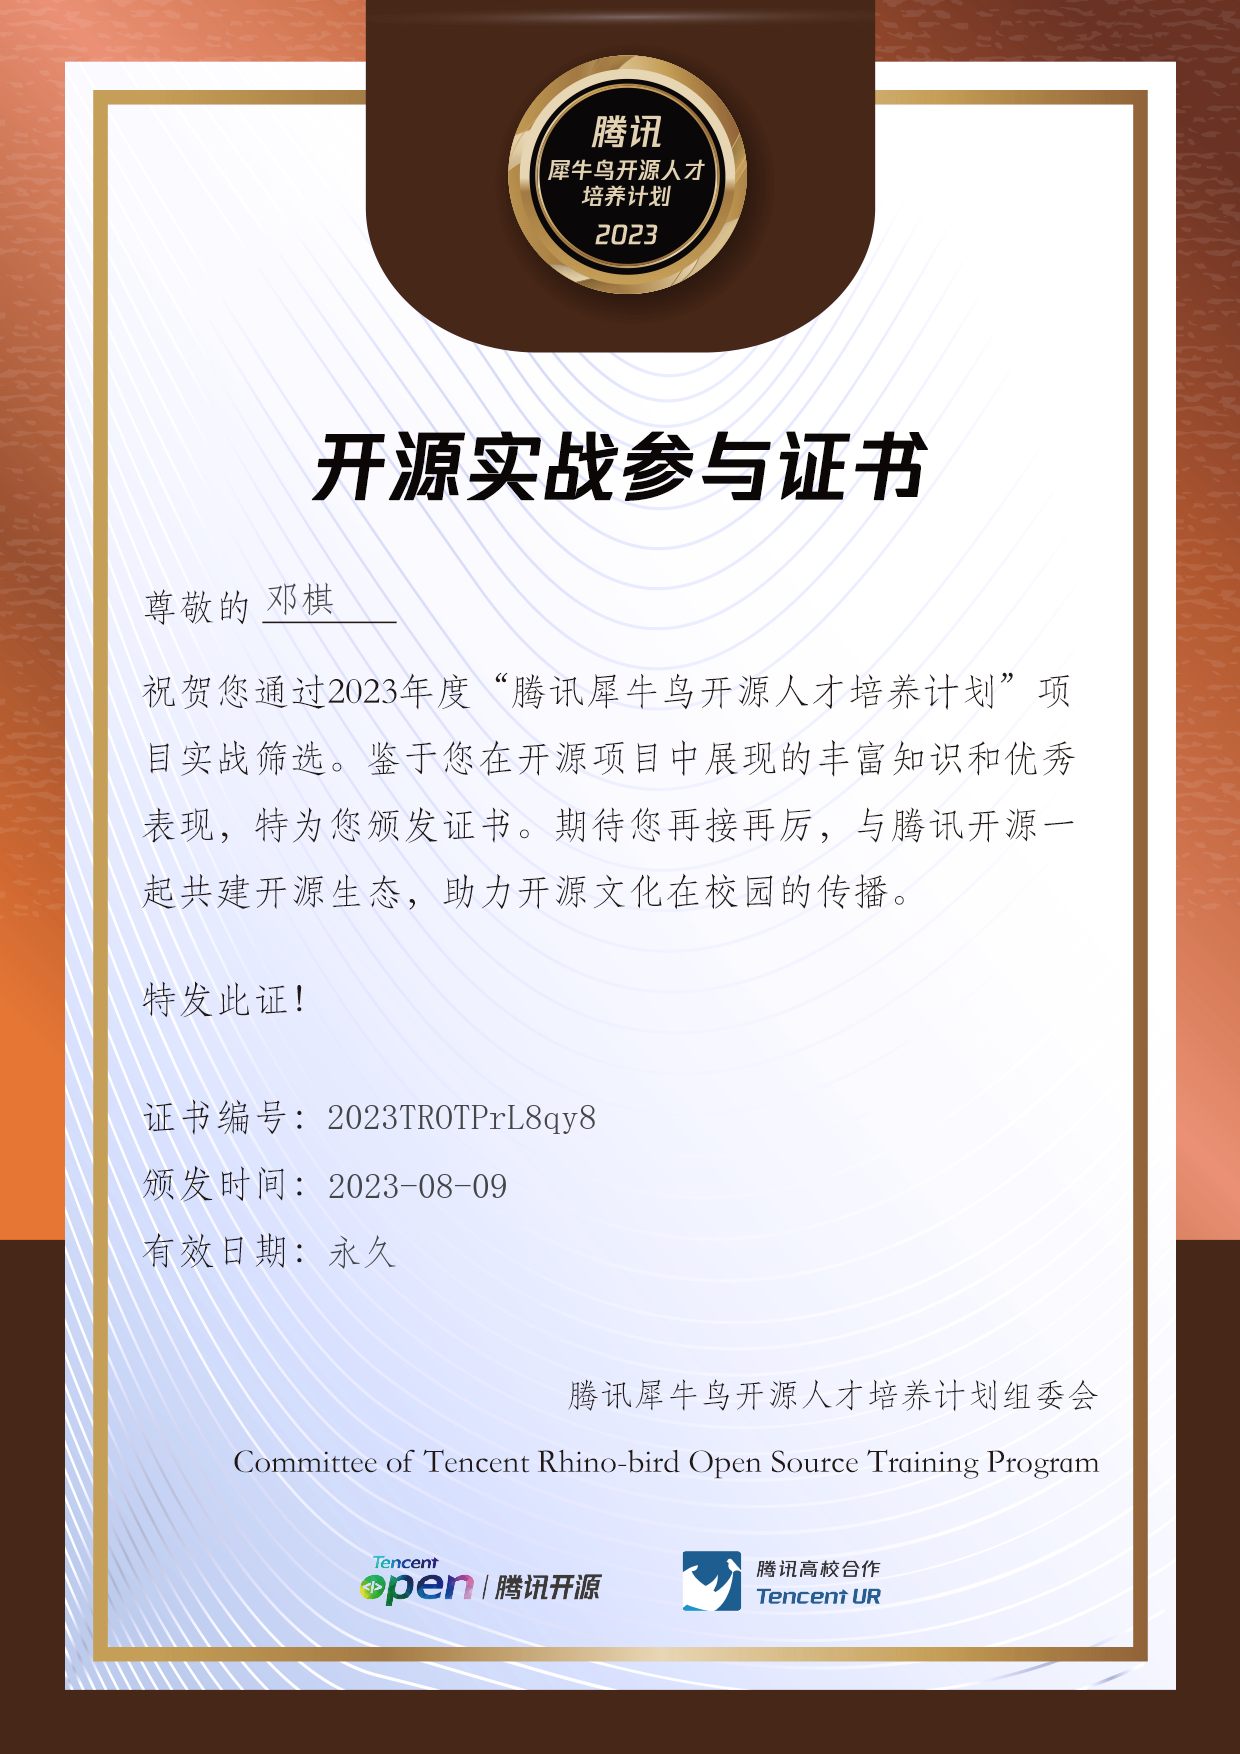 腾讯
犀牛鸟开源人才
培养计划
2023
开源实战参与证书
尊敬的 邓棋
祝贺您通过2023年度“腾讯犀牛鸟开源人才培养计划”项
目实战筛选。鉴于您在开源项目中展现的丰富知识和优秀
表现，特为您颁发证书。期待您再接再厉，与腾讯开源一
起共建开源生态，助力开源文化在校园的传播。
特发此证！
证书编号：2023TROTPrL8qy8
颁发时间：2023-08-09
有效日期：永久
腾讯犀牛鸟开源人才培养计划组委会
Committee of Tencent Rhino-bird Open Source Training Program
Tencent
open | 腾讯开源
腾讯高校合作
Tencent UR